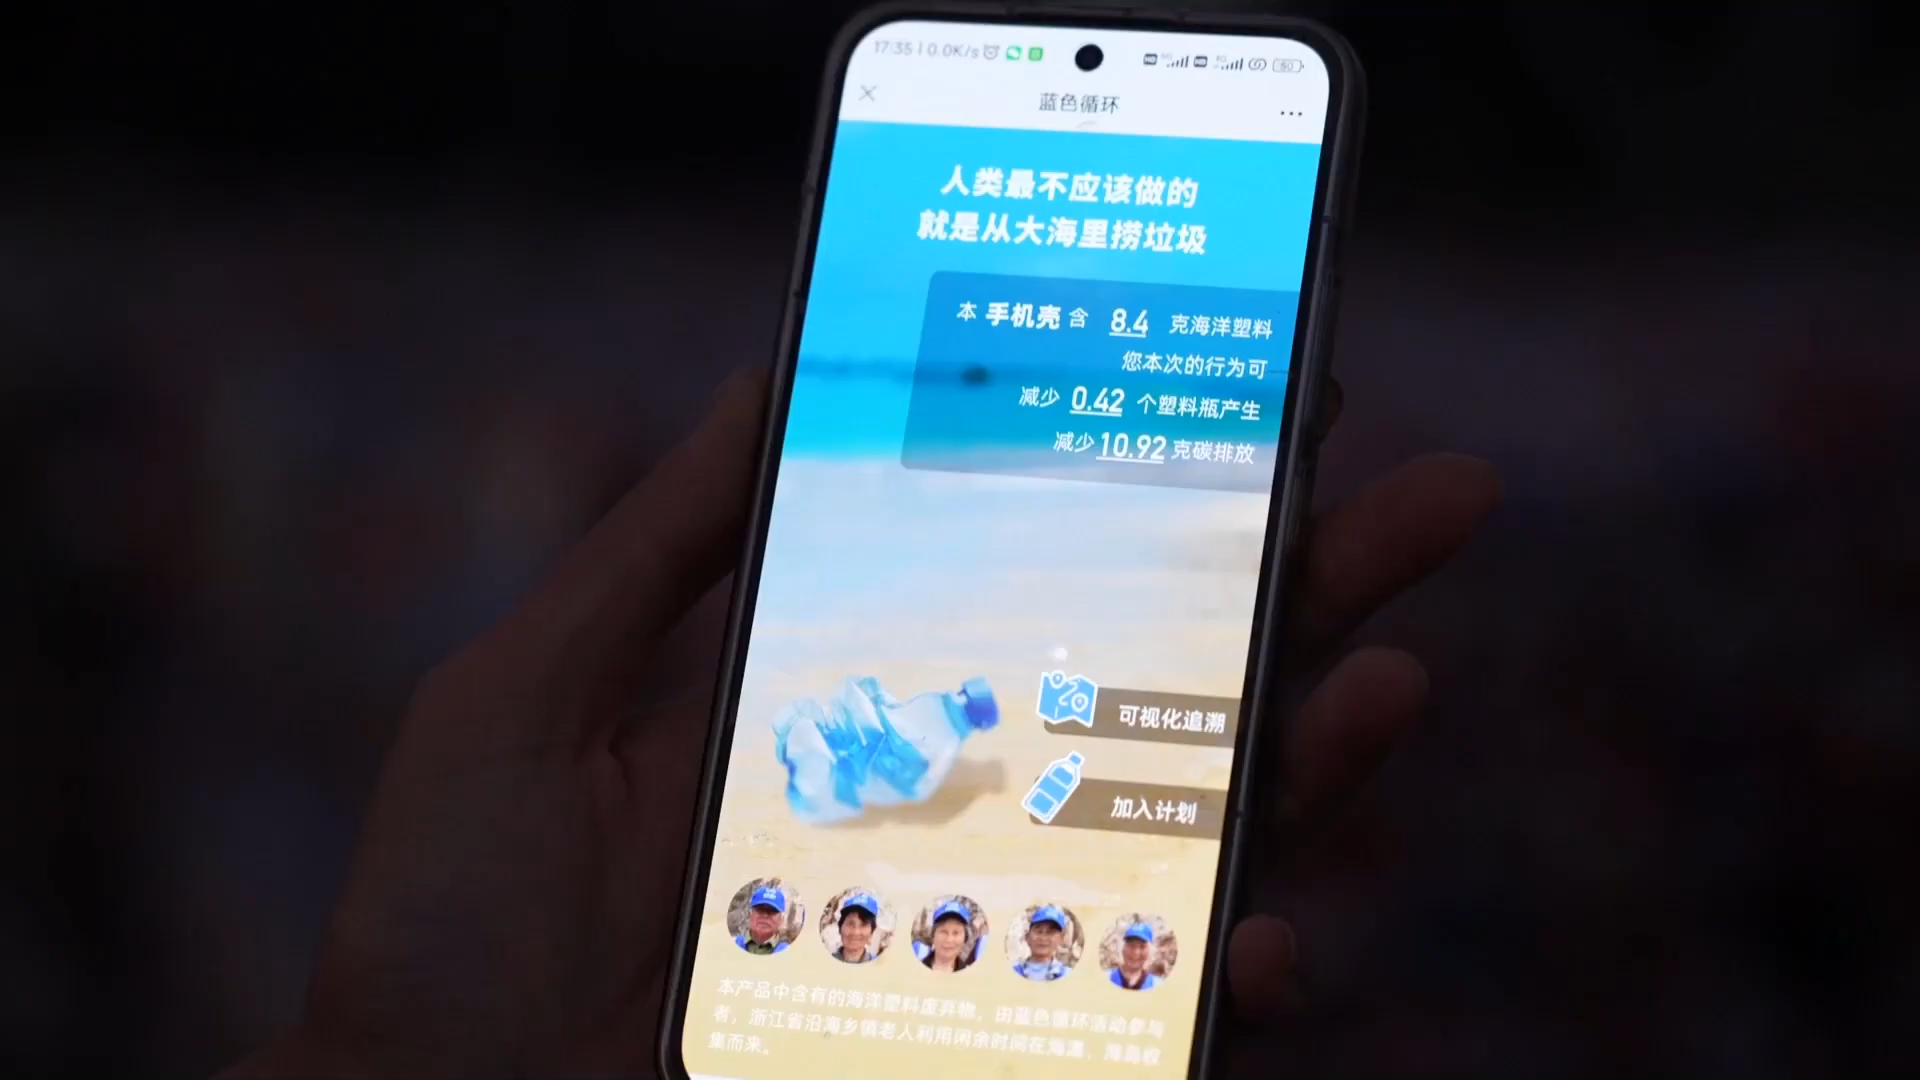 17:35 | 0.0K/s
50
蓝色循环
人类最不应该做的
就是从大海里捞垃圾
本 手机壳 含 8.4 克海洋塑料
您本次的行为可
减少 0.42 个塑料瓶产生
减少 10.92 克碳排放
可视化追溯
加入计划
本产品中含有的海洋塑料废弃物，由蓝色循环活动参与
者，浙江省沿海乡镇老人利用闲余时间在海滩，海岛收
集而来。